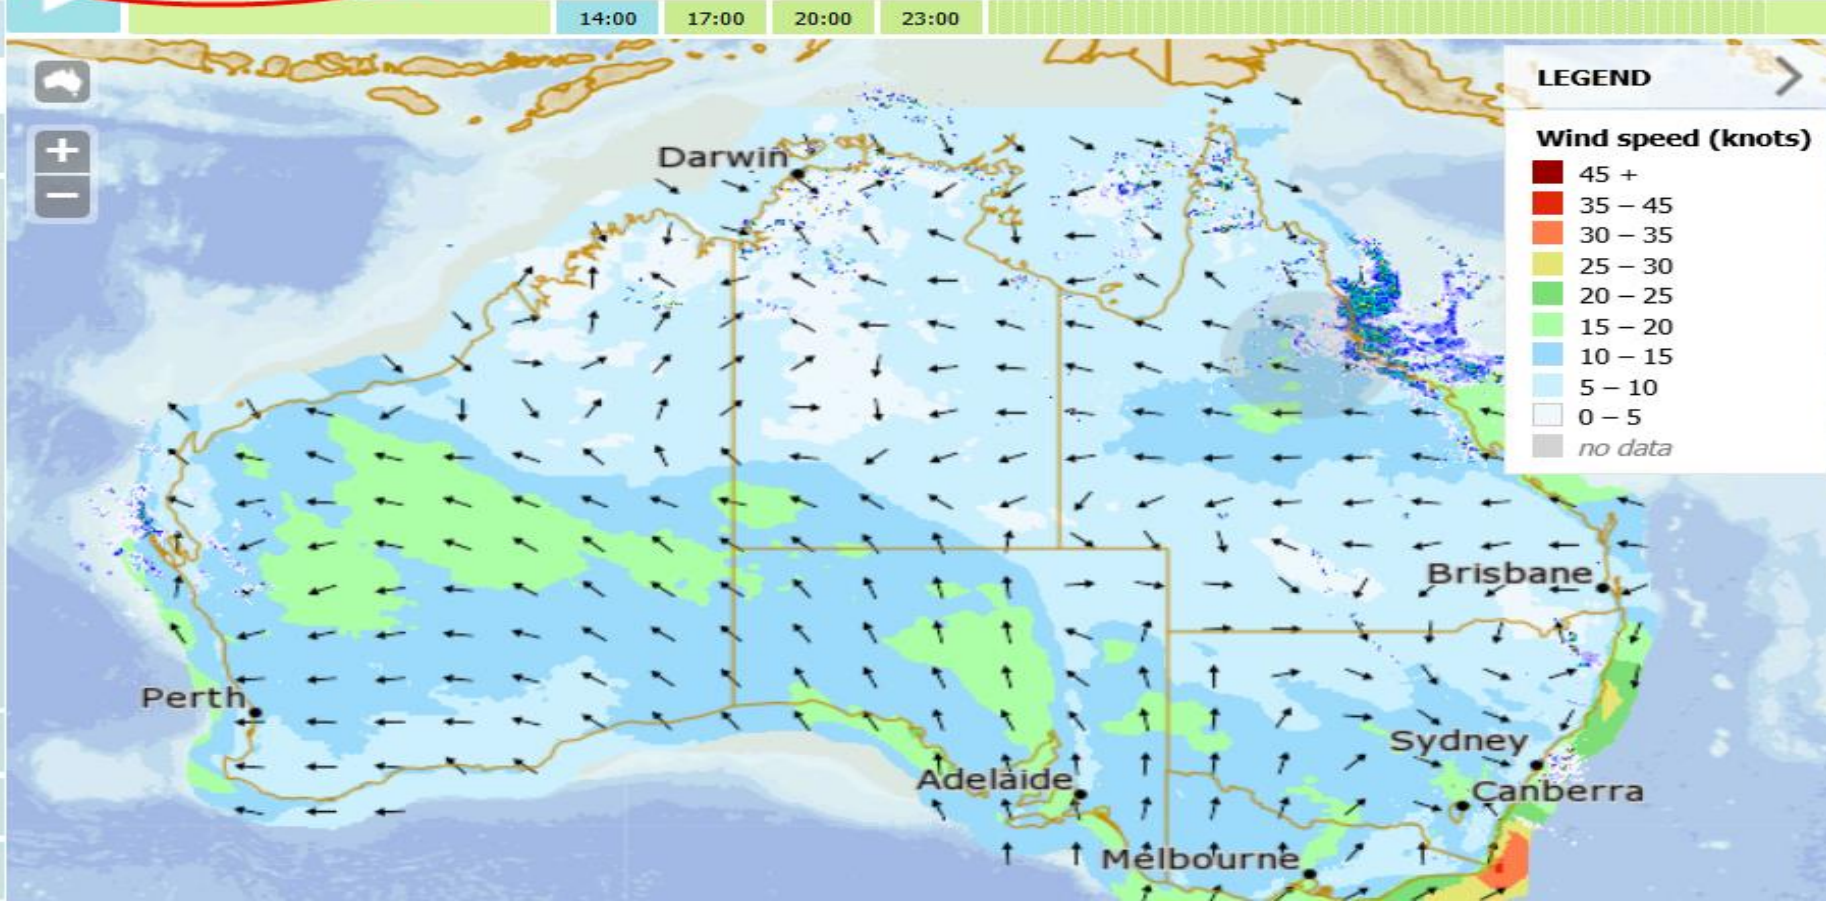 14:00 17:00 20:00 23:00
LEGEND
Wind speed (knots)
45 +
35 – 45
30 – 35
25 – 30
20 – 25
15 – 20
10 – 15
5 – 10
0 – 5
no data
+
−
Darwin
Brisbane
Perth
Sydney
Adelaide
Canberra
Melbourne